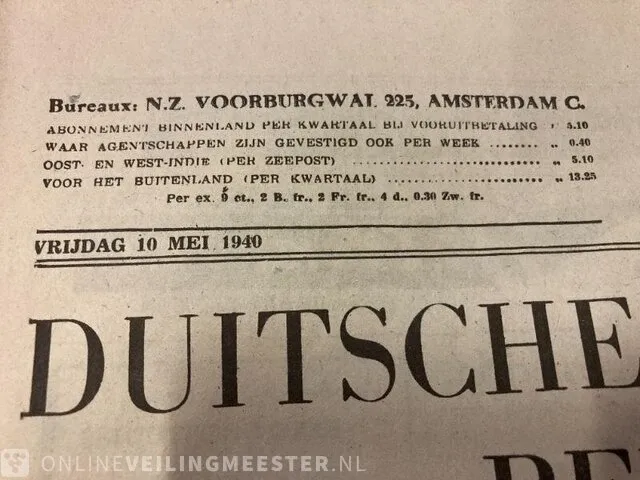 Bureaux: N.Z. VOORBURGWAL 225, AMSTERDAM C.
ABONNEMENT BINNENLAND PER KWARTAAL BIJ VOORUITBETALING f 5.10
WAAR AGENTSCHAPPEN ZIJN GEVESTIGD OOK PER WEEK ........ „ 0.40
OOST- EN WEST-INDIE (PER ZEEPOST) ..................... „ 5.10
VOOR HET BUITENLAND (PER KWARTAAL) .................... „ 13.25
Per ex. 9 ct., 2 B. fr., 2 Fr. fr., 4 d., 0.30 Zw. fr.
VRIJDAG 10 MEI 1940
DUITSCHE
ONLINEVEILINGMEESTER.NL